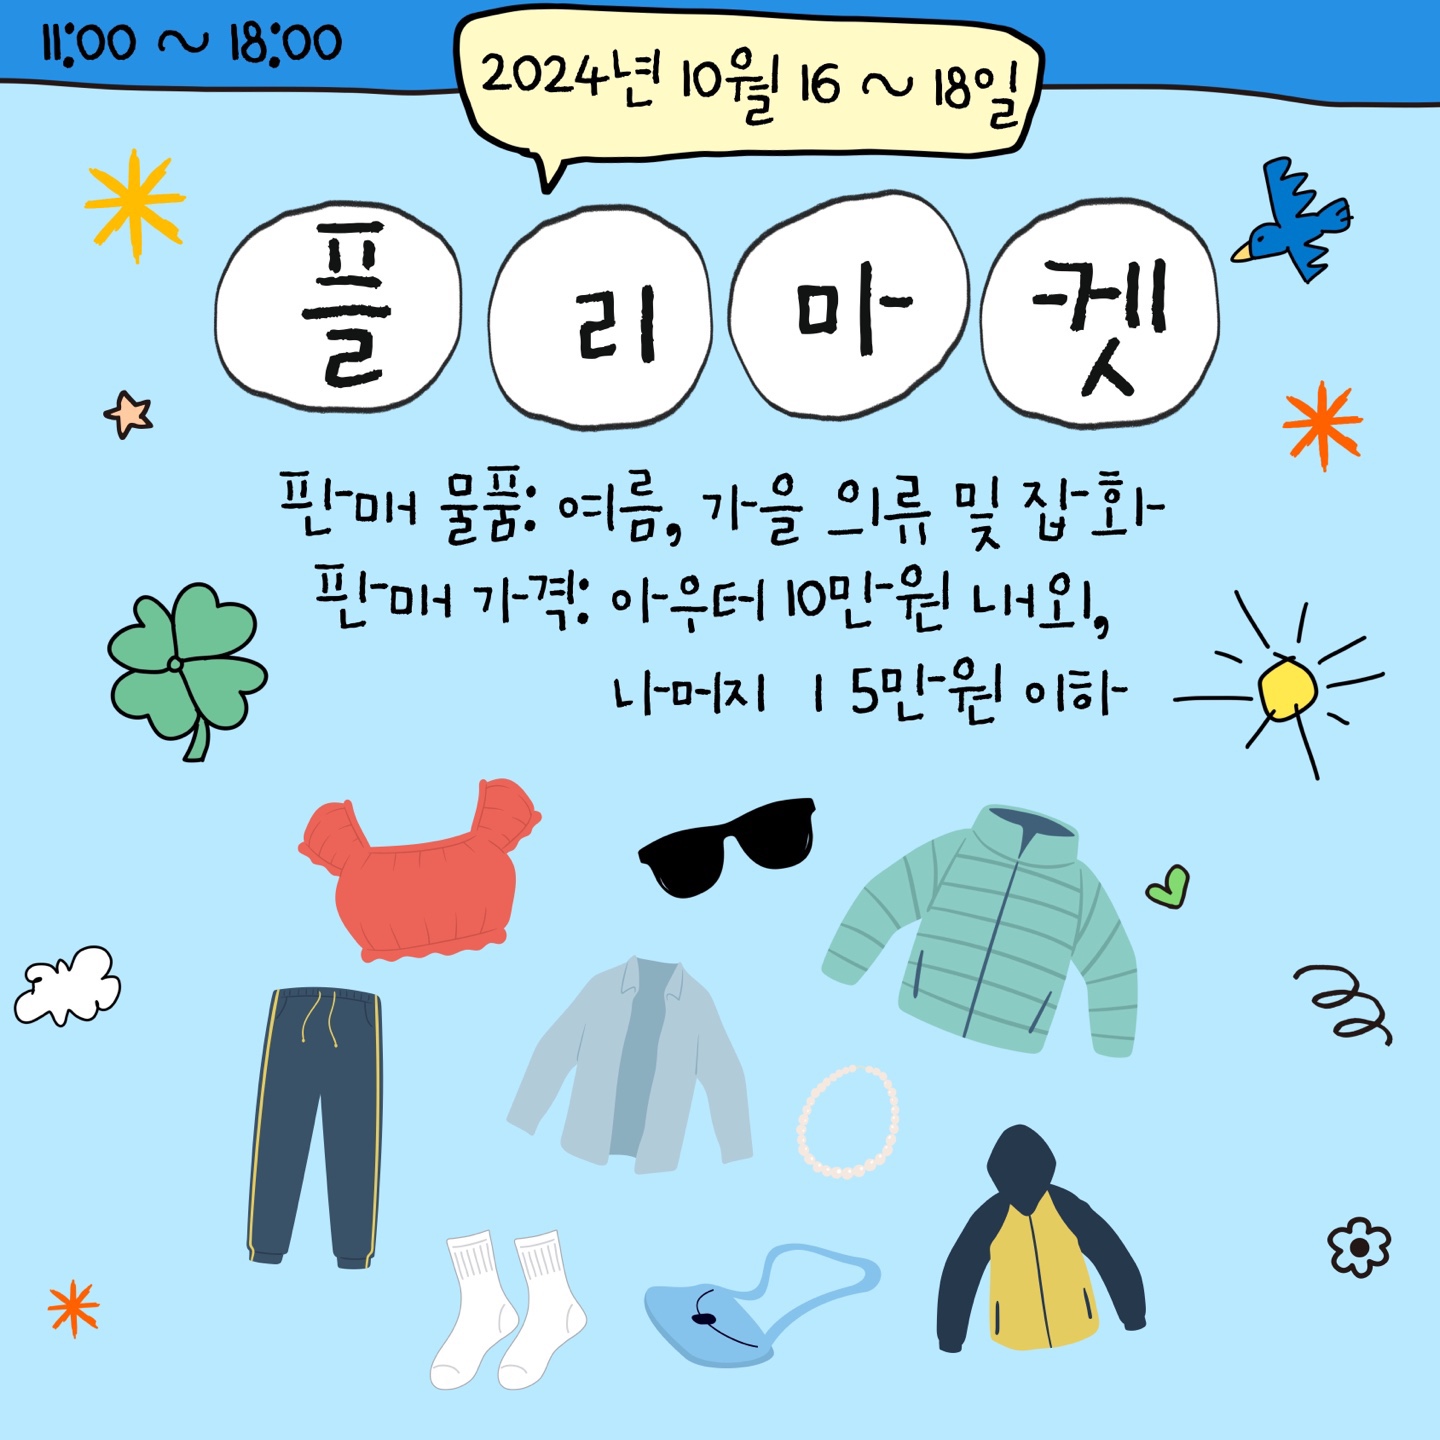 11:00 ~ 18:00
2024년 10월 16 ~ 18일
플리마켓
판매 물품: 여름, 가을 의류 및 잡화
판매 가격: 아우터 10만원 내외,
나머지 15만원 이하